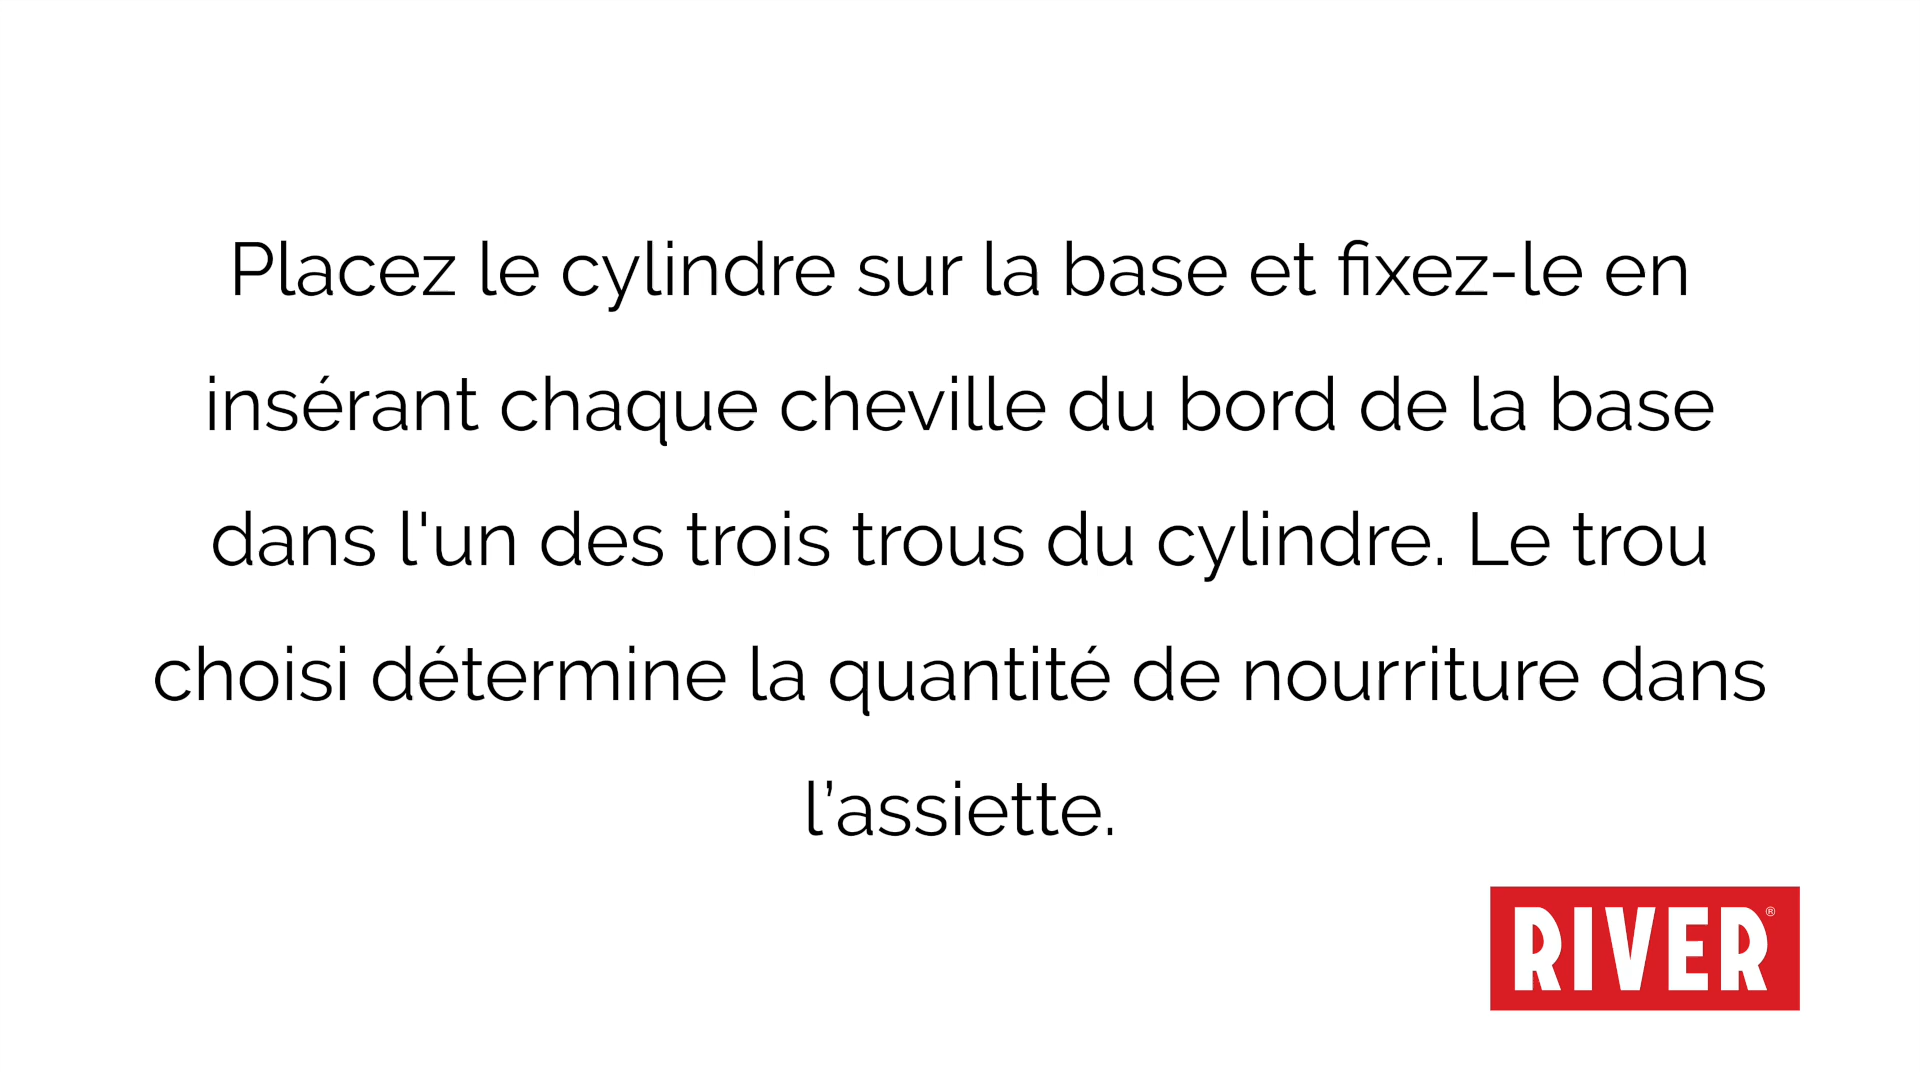 Placez le cylindre sur la base et fixez-le en
insérant chaque cheville du bord de la base
dans l'un des trois trous du cylindre. Le trou
choisi détermine la quantité de nourriture dans
l’assiette.
RIVER®